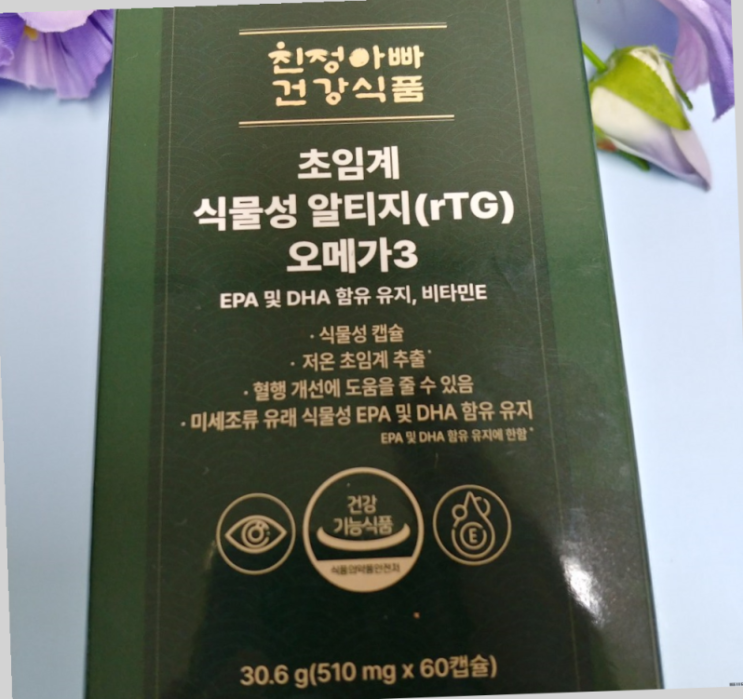 친정아빠
건강식품
초임계
식물성 알티지(rTG)
오메가3
EPA 및 DHA 함유 유지, 비타민E
· 식물성 캡슐
· 저온 초임계 추출*
· 혈행 개선에 도움을 줄 수 있음
· 미세조류 유래 식물성 EPA 및 DHA 함유 유지
EPA 및 DHA 함유 유지에 한함*
건강
기능식품
식품의약품안전처
E
30.6 g(510 mg x 60캡슐)